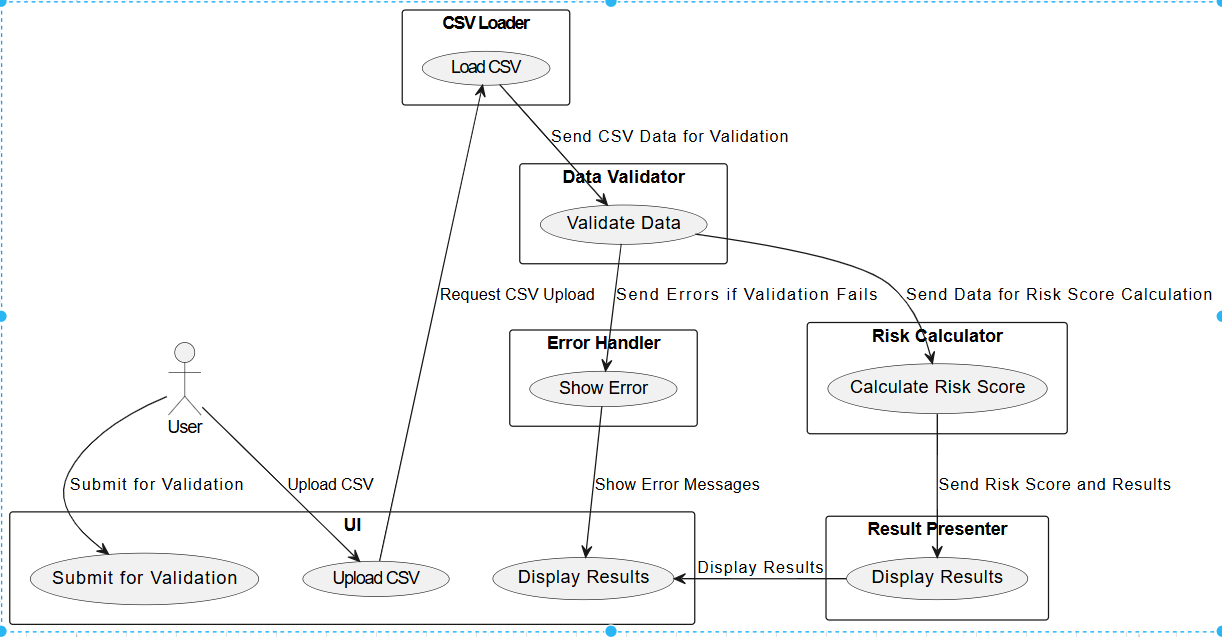 CSV Loader
Load CSV
Send CSV Data for Validation
Data Validator
Validate Data
Request CSV Upload
Send Errors if Validation Fails
Send Data for Risk Score Calculation
Error Handler
Show Error
Risk Calculator
Calculate Risk Score
User
Submit for Validation
Upload CSV
Show Error Messages
Send Risk Score and Results
UI
Submit for Validation
Upload CSV
Display Results
Display Results
Result Presenter
Display Results